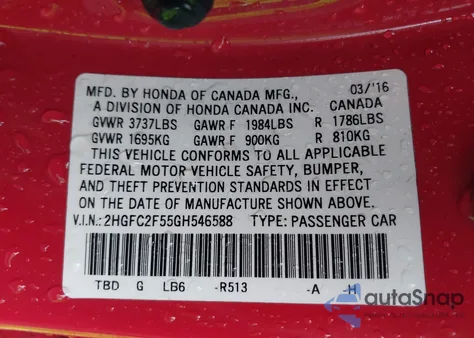 MFD. BY HONDA OF CANADA MFG., 03/'16
A DIVISION OF HONDA CANADA INC. CANADA
GVWR 3737LBS GAWR F 1984LBS R 1786LBS
GVWR 1695KG GAWR F 900KG R 810KG
THIS VEHICLE CONFORMS TO ALL APPLICABLE
FEDERAL MOTOR VEHICLE SAFETY, BUMPER,
AND THEFT PREVENTION STANDARDS IN EFFECT
ON THE DATE OF MANUFACTURE SHOWN ABOVE.
V.I.N.: 2HGFC2F55GH546588 TYPE: PASSENGER CAR
TBD G LB6 -R513 -A -H
autaSnap